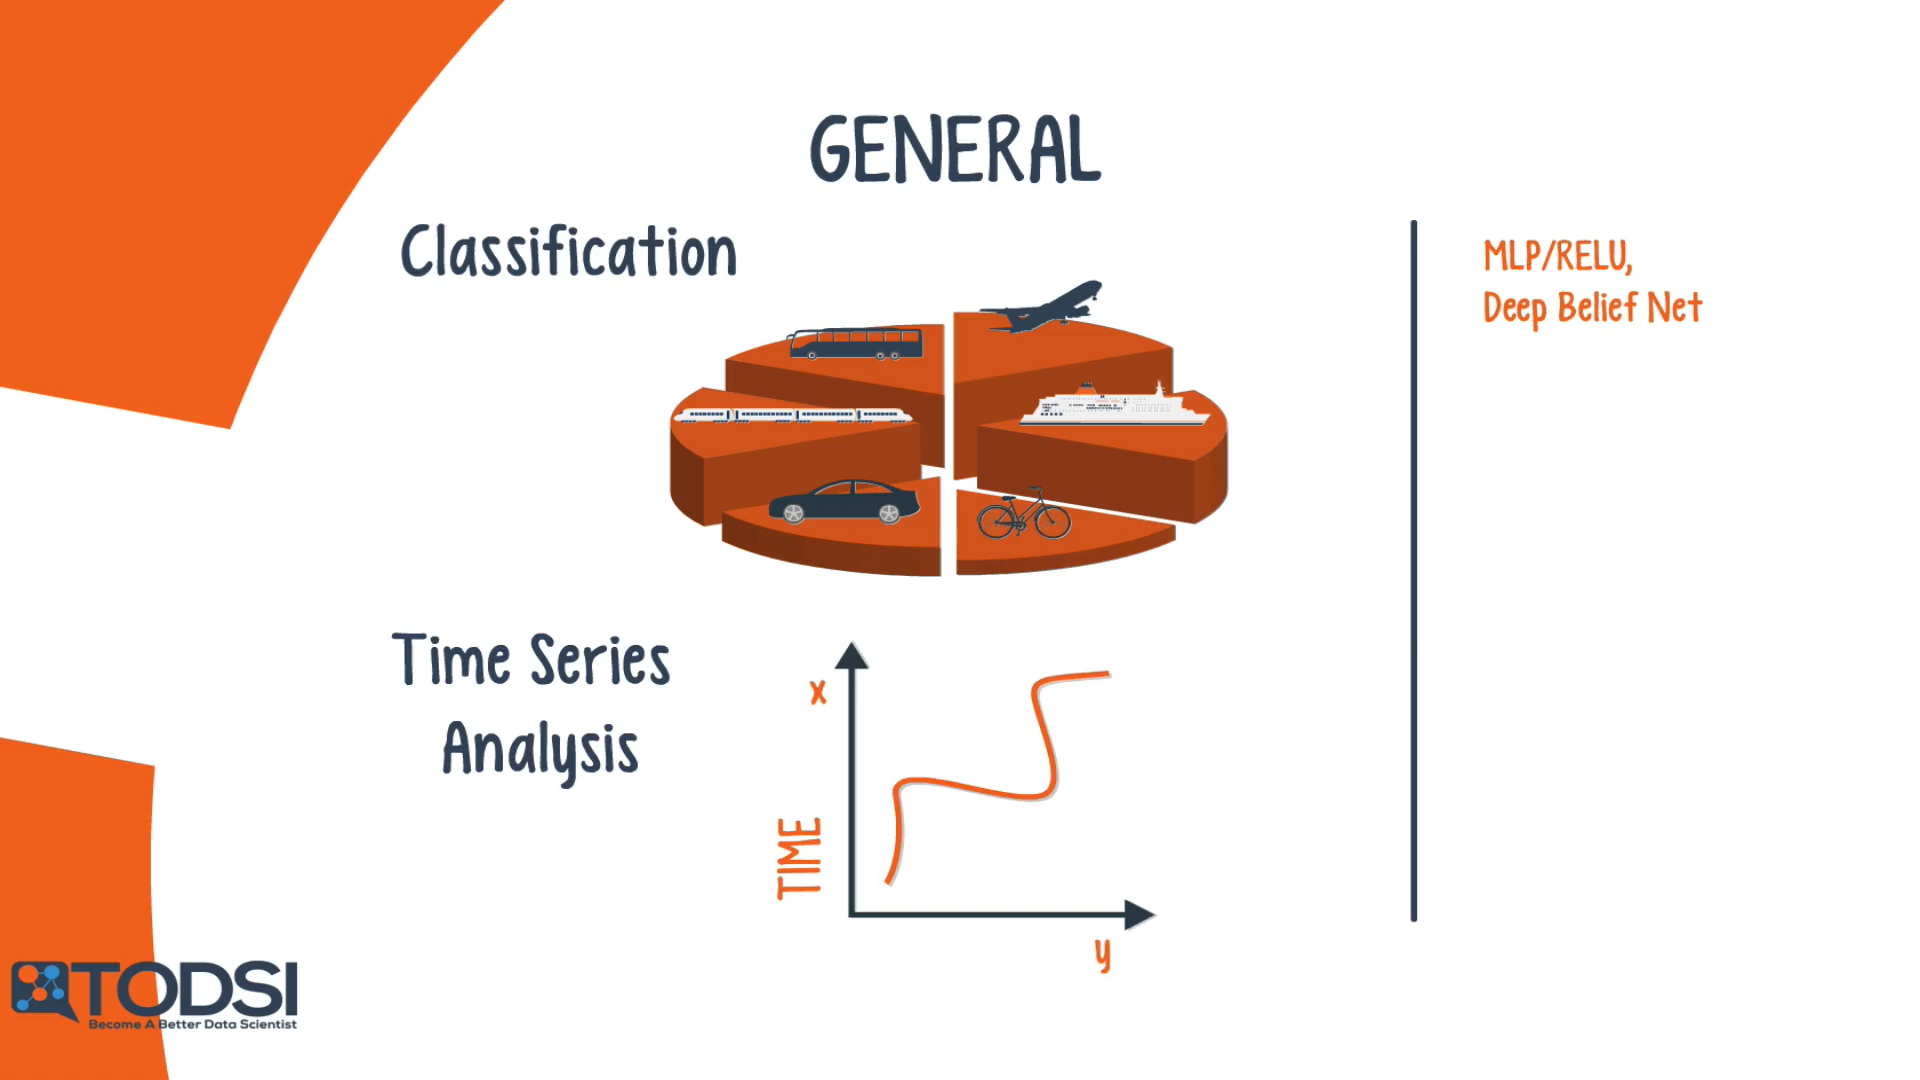 GENERAL
Classification
MLP/RELU,
Deep Belief Net
Time Series
Analysis
x
TIME
y
TODSI
Become A Better Data Scientist